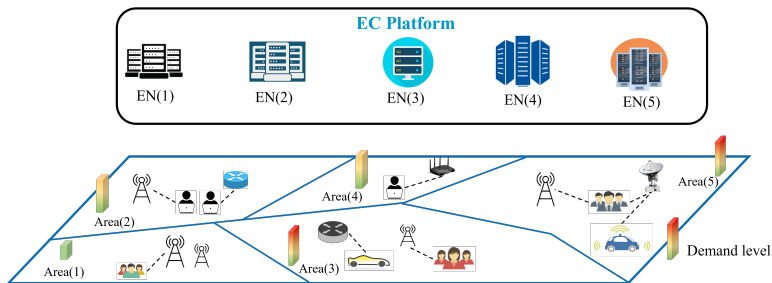 EC Platform
EN(1)
EN(2)
EN(3)
EN(4)
EN(5)
Area(5)
Area(4)
Area(2)
Demand level
Area(1)
Area(3)